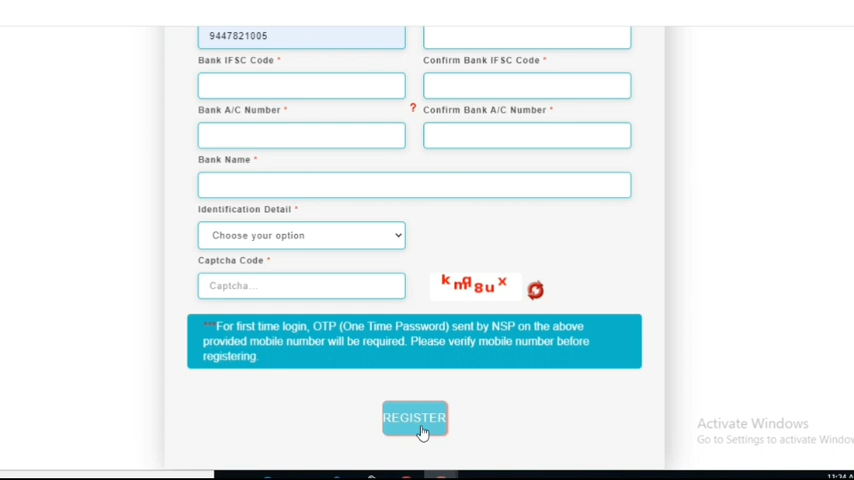 9447821005
Bank IFSC Code * Confirm Bank IFSC Code *
Bank A/C Number * ? Confirm Bank A/C Number *
Bank Name *
Identification Detail *
Choose your option
Captcha Code *
Captcha...
***For first time login, OTP (One Time Password) sent by NSP on the above
provided mobile number will be required. Please verify mobile number before
registering.
REGISTER
Activate Windows
Go to Settings to activate Window